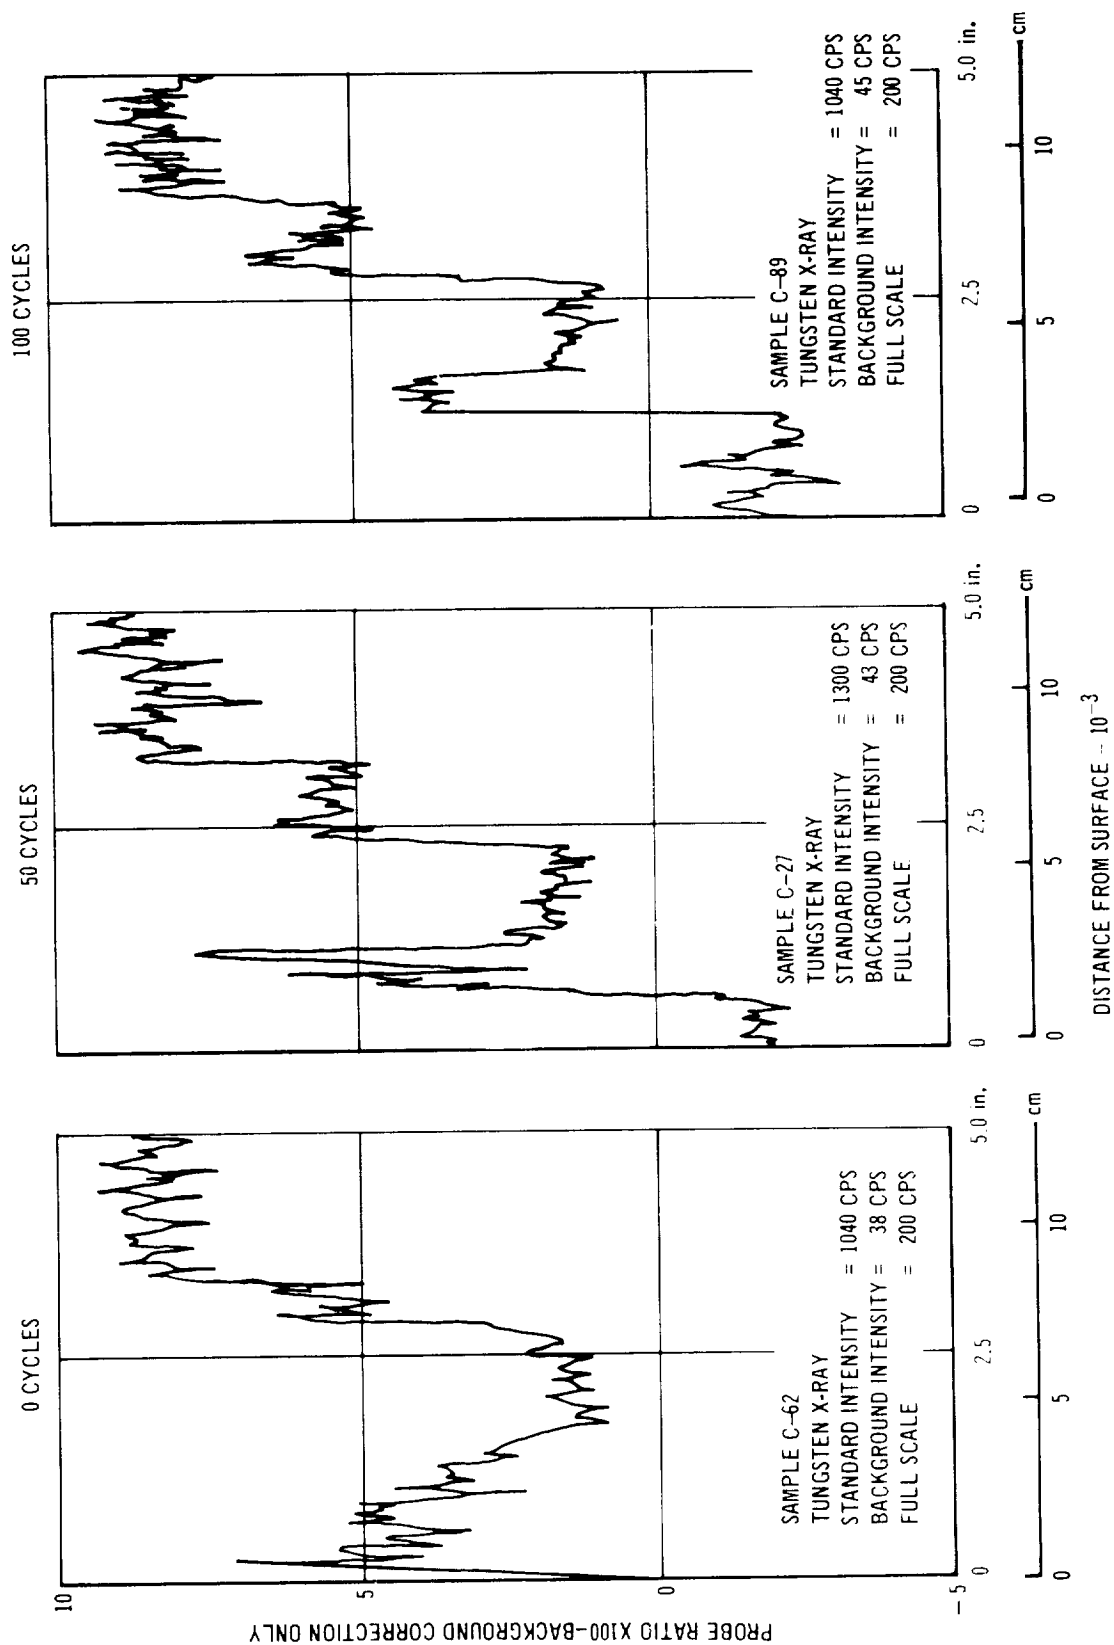 0 CYCLES
50 CYCLES
100 CYCLES
PROBE RATIO X100-BACKGROUND CORRECTION ONLY
10
5
0
-5
SAMPLE C-62
TUNGSTEN X-RAY
STANDARD INTENSITY = 1040 CPS
BACKGROUND INTENSITY = 38 CPS
FULL SCALE = 200 CPS
0 2.5 5.0 in.
0 5 10 cm
SAMPLE C-27
TUNGSTEN X-RAY
STANDARD INTENSITY = 1300 CPS
BACKGROUND INTENSITY = 43 CPS
FULL SCALE = 200 CPS
0 2.5 5.0 in.
0 5 10 cm
SAMPLE C-89
TUNGSTEN X-RAY
STANDARD INTENSITY = 1040 CPS
BACKGROUND INTENSITY = 45 CPS
FULL SCALE = 200 CPS
0 2.5 5.0 in.
0 5 10 cm
DISTANCE FROM SURFACE - 10⁻³